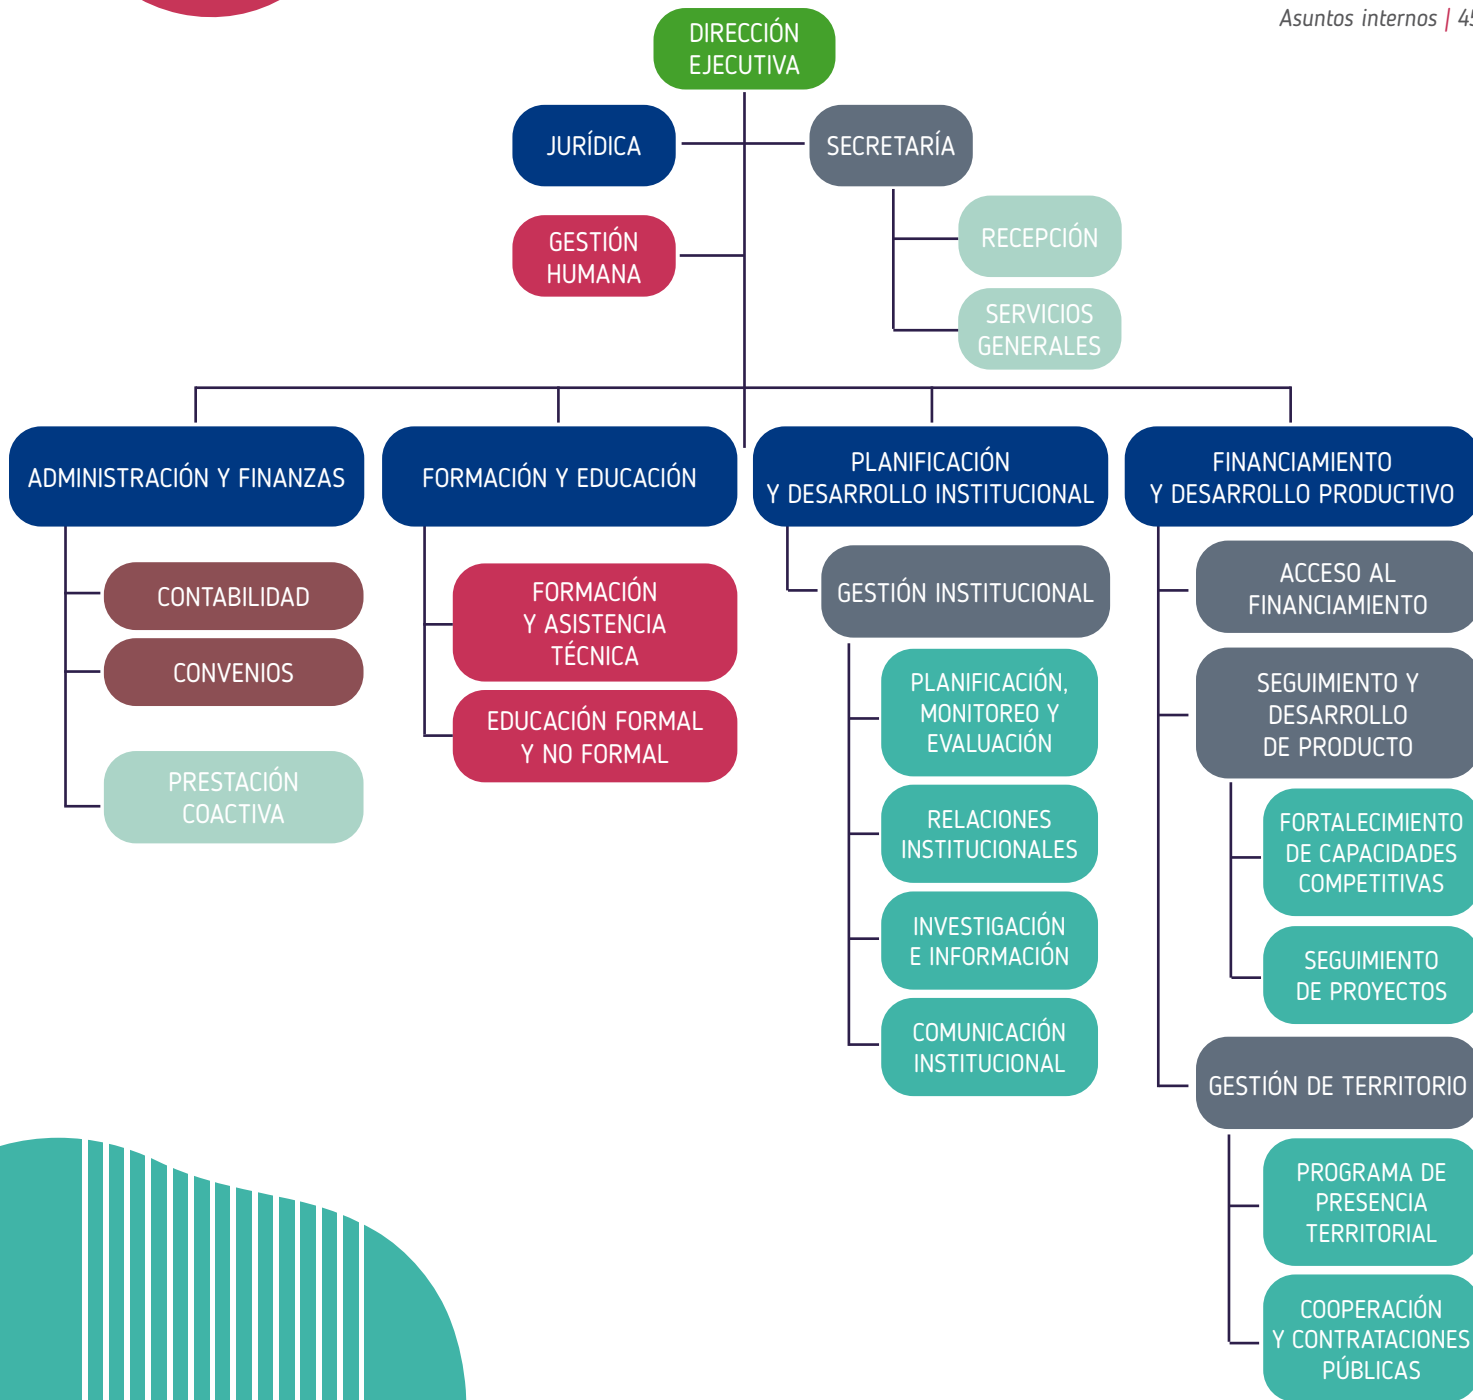 Asuntos internos | 45
DIRECCIÓN
EJECUTIVA
JURÍDICA
SECRETARÍA
GESTIÓN
HUMANA
RECEPCIÓN
SERVICIOS
GENERALES
ADMINISTRACIÓN Y FINANZAS
CONTABILIDAD
CONVENIOS
PRESTACIÓN
COACTIVA
FORMACIÓN Y EDUCACIÓN
FORMACIÓN
Y ASISTENCIA
TÉCNICA
EDUCACIÓN FORMAL
Y NO FORMAL
PLANIFICACIÓN
Y DESARROLLO INSTITUCIONAL
GESTIÓN INSTITUCIONAL
PLANIFICACIÓN,
MONITOREO Y
EVALUACIÓN
RELACIONES
INSTITUCIONALES
INVESTIGACIÓN
E INFORMACIÓN
COMUNICACIÓN
INSTITUCIONAL
FINANCIAMIENTO
Y DESARROLLO PRODUCTIVO
ACCESO AL
FINANCIAMIENTO
SEGUIMIENTO Y
DESARROLLO
DE PRODUCTO
FORTALECIMIENTO
DE CAPACIDADES
COMPETITIVAS
SEGUIMIENTO
DE PROYECTOS
GESTIÓN DE TERRITORIO
PROGRAMA DE
PRESENCIA
TERRITORIAL
COOPERACIÓN
Y CONTRATACIONES
PÚBLICAS